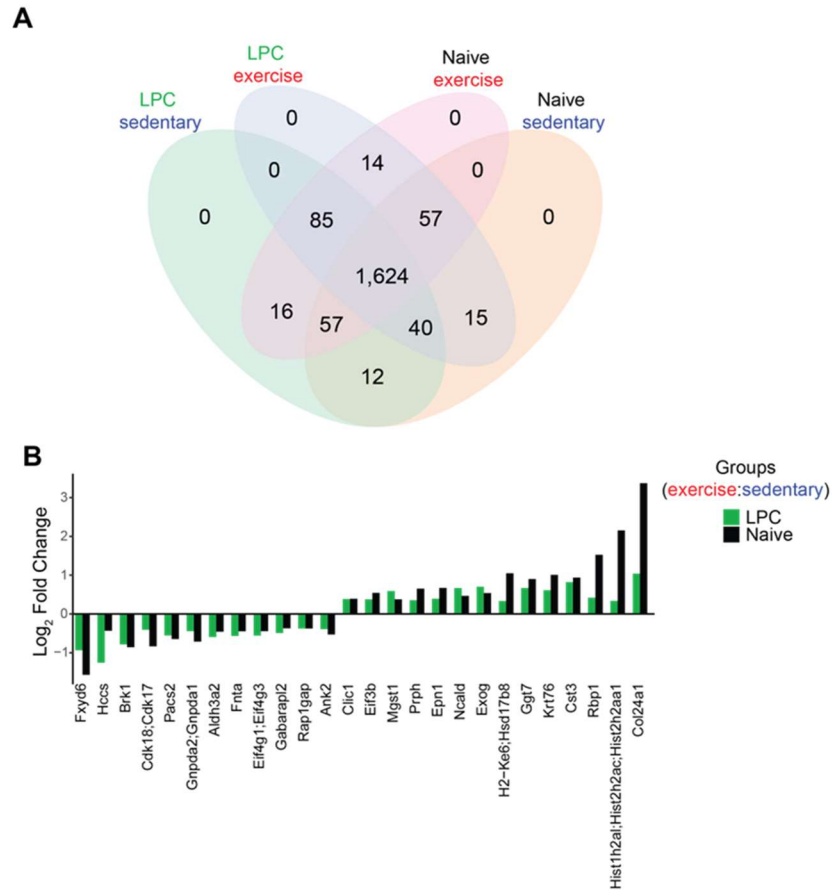 A
LPC
exercise
Naive
exercise
LPC
sedentary
Naive
sedentary
0
0
14
0
0
0
85
57
0
1,624
16
57
40
15
12
B
Groups
(exercise:sedentary)
LPC
Naive
Log2 Fold Change
3
2
1
0
−1
Fxyd6
Hccs
Brk1
Cdk18;Cdk17
Pacs2
Gnpda2;Gnpda1
Aldh3a2
Fnta
Eif4g1;Eif4g3
Gabarapl2
Rap1gap
Ank2
Clic1
Eif3b
Mgst1
Prph
Epn1
Ncald
Exog
H2−Ke6;Hsd17b8
Ggt7
Krt76
Cst3
Rbp1
Hist1h2al;Hist2h2ac;Hist2h2aa1
Col24a1